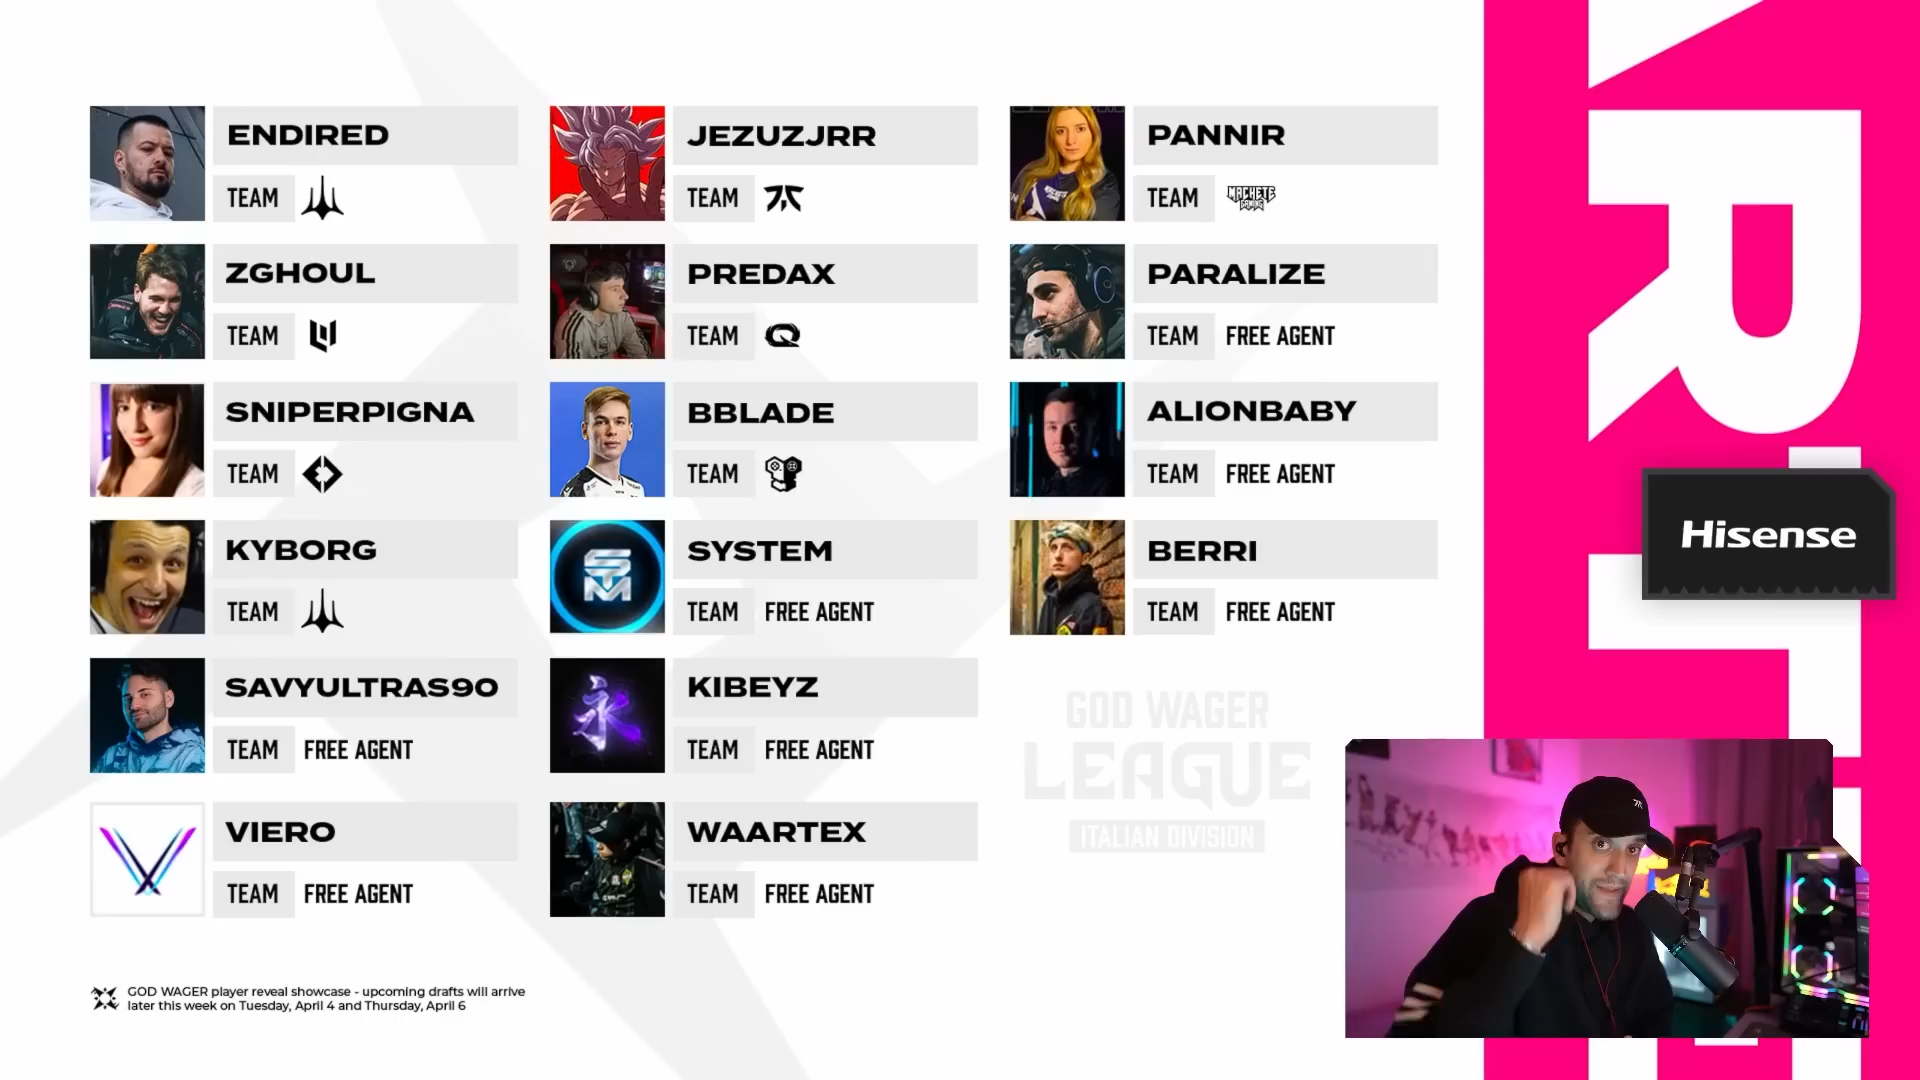 ENDIRED
TEAM
ZGHOUL
TEAM
SNIPERPIGNA
TEAM
KYBORG
TEAM
SAVYULTRAS90
TEAM FREE AGENT
VIERO
TEAM FREE AGENT
JEZUZJRR
TEAM
PREDAX
TEAM
BBLADE
TEAM
SYSTEM
TEAM FREE AGENT
KIBEYZ
TEAM FREE AGENT
WAARTEX
TEAM FREE AGENT
PANNIR
TEAM MACHETE GAMING
PARALIZE
TEAM FREE AGENT
ALIONBABY
TEAM FREE AGENT
BERRI
TEAM FREE AGENT
GOD WAGER
LEAGUE
ITALIAN DIVISION
GOD WAGER player reveal showcase - upcoming drafts will arrive
later this week on Tuesday, April 4 and Thursday, April 6
Hisense